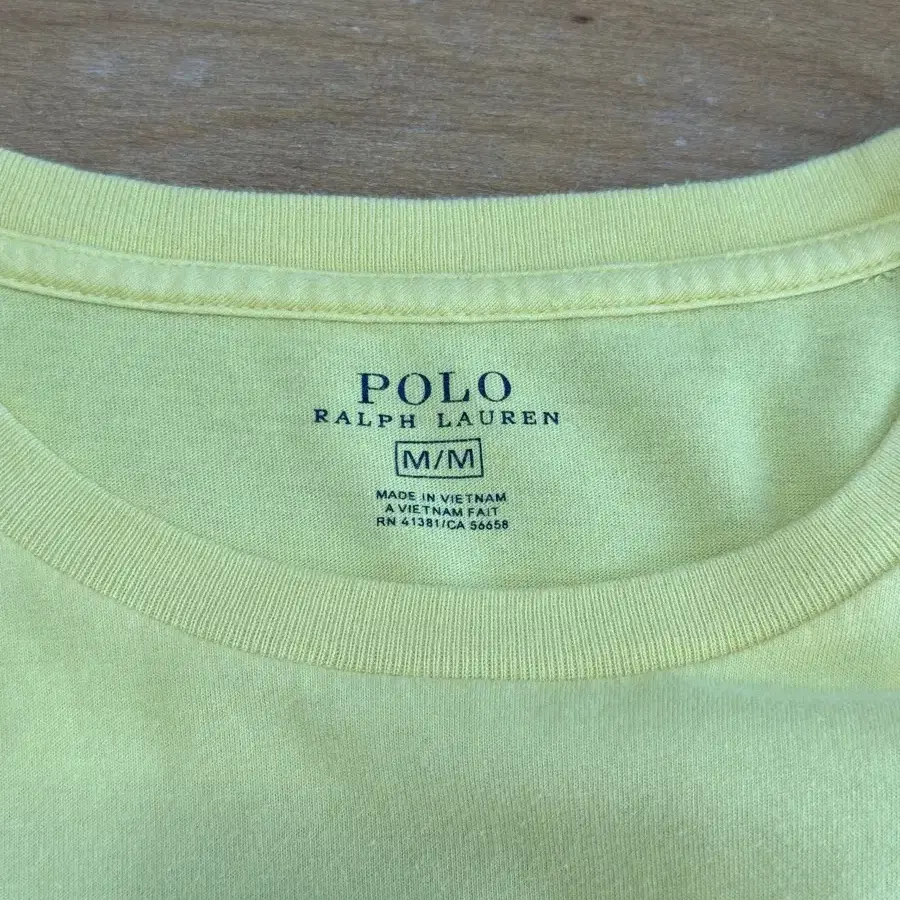 POLO
RALPH LAUREN
M/M
MADE IN VIETNAM
A VIETNAM FAIT
RN 41381/CA 56658